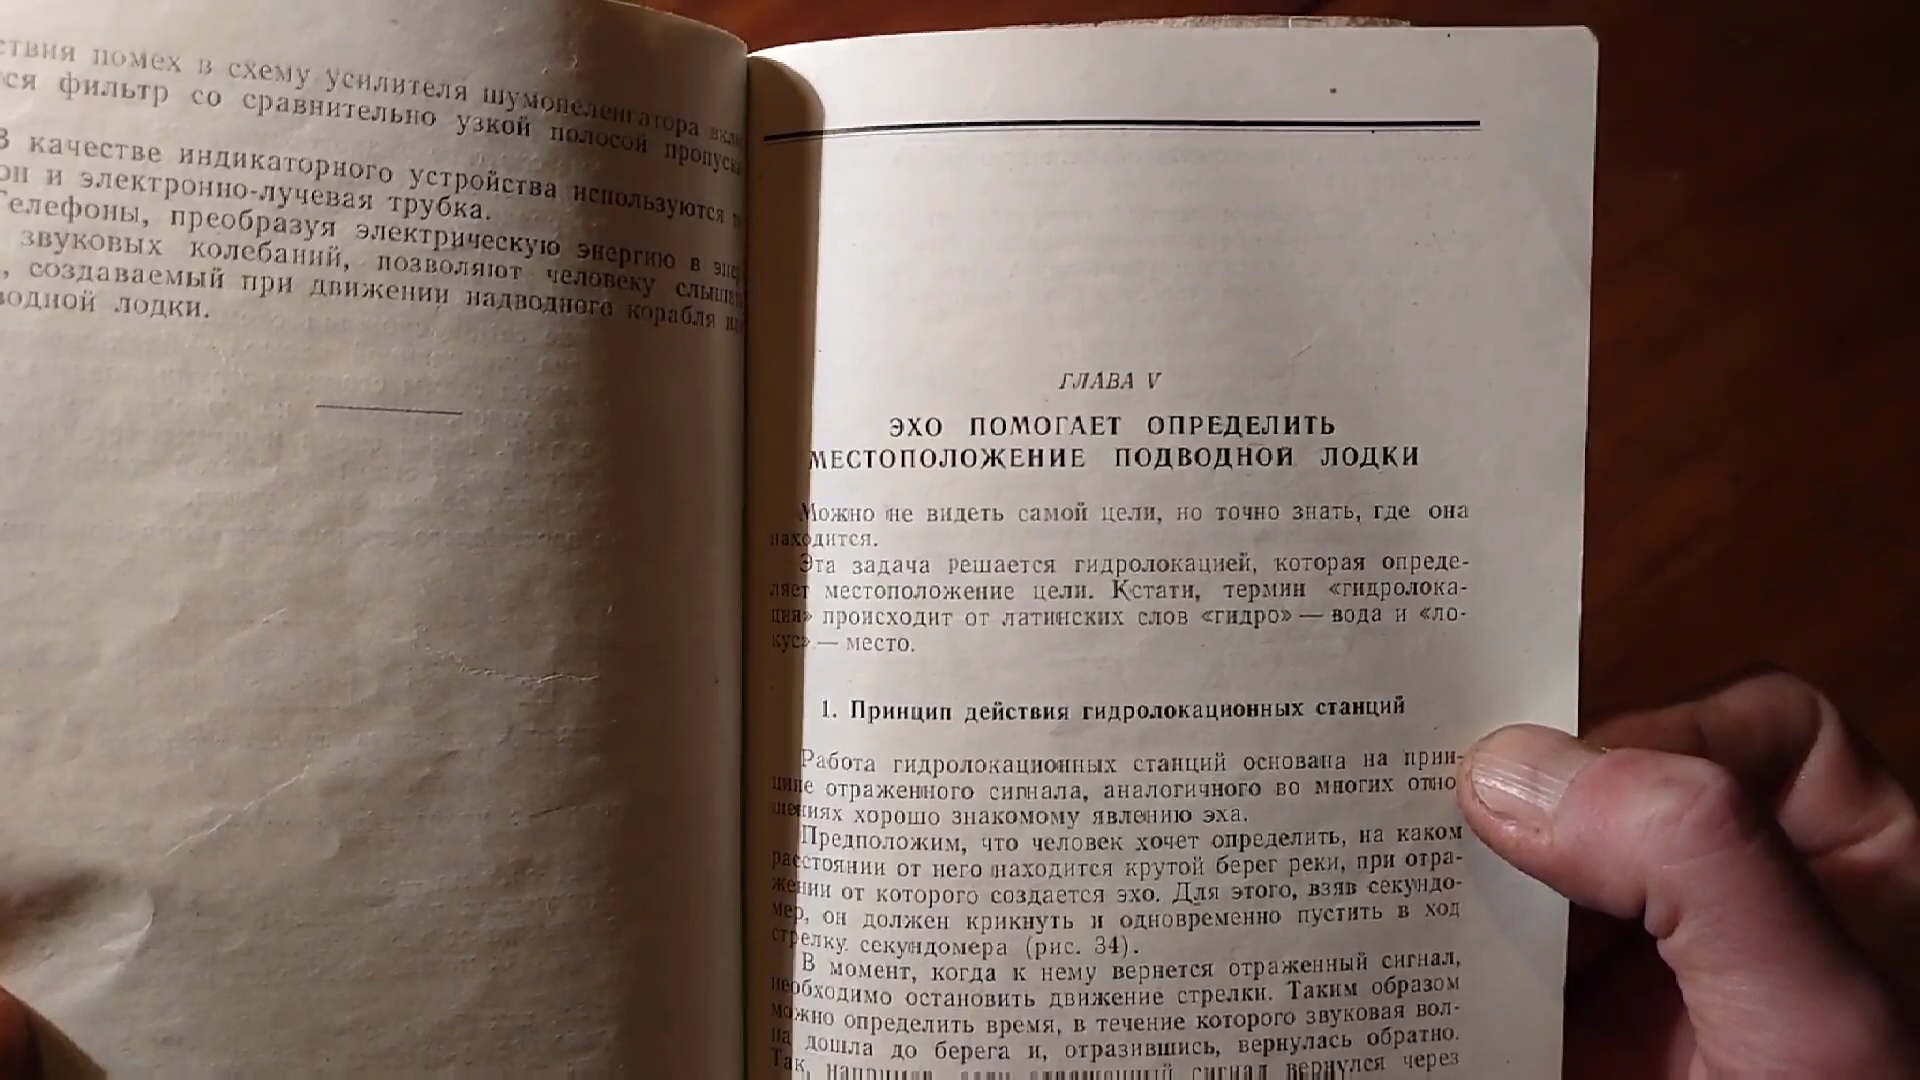 ствия помех в схему усилителя шумопеленгатора
ся фильтр со сравнительно узкой полосой
В качестве индикаторного устройства используются
он и электронно-лучевая трубка.
Телефоны, преобразуя электрическую энергию в
звуковых колебаний, позволяют человеку
, создаваемый при движении надводного корабля
водной лодки.
ГЛАВА V
ЭХО ПОМОГАЕТ ОПРЕДЕЛИТЬ
МЕСТОПОЛОЖЕНИЕ ПОДВОДНОЙ ЛОДКИ
Можно не видеть самой цели, но точно знать, где она
находится.
Эта задача решается гидролокацией, которая опреде-
ляет местоположение цели. Кстати, термин «гидролока-
ция» происходит от латинских слов «гидро» — вода и «ло-
кус» — место.
1. Принцип действия гидролокационных станций
Работа гидролокационных станций основана на прин-
ципе отраженного сигнала, аналогичного во многих отно
шениях хорошо знакомому явлению эха.
Предположим, что человек хочет определить, на каком
расстоянии от него находится крутой берег реки, при отра-
жении от которого создается эхо. Для этого, взяв секундо-
мер, он должен крикнуть и одновременно пустить в ход
стрелку секундомера (рис. 34).
В момент, когда к нему вернется отраженный сигнал,
необходимо остановить движение стрелки. Таким образом
можно определить время, в течение которого звуковая вол-
на дошла до берега и, отразившись, вернулась обратно.
Так, сигнал вернулся через